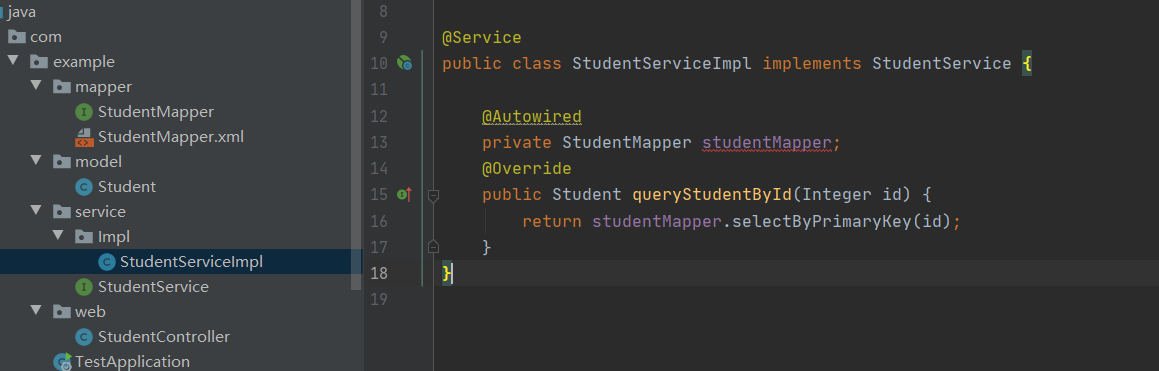 java
com
example
mapper
StudentMapper
StudentMapper.xml
model
Student
service
Impl
StudentServiceImpl
StudentService
web
StudentController
TestApplication
8
9 @Service
10 public class StudentServiceImpl implements StudentService {
11
12 @Autowired
13 private StudentMapper studentMapper;
14 @Override
15 public Student queryStudentById(Integer id) {
16 return studentMapper.selectByPrimaryKey(id);
17 }
18 }
19